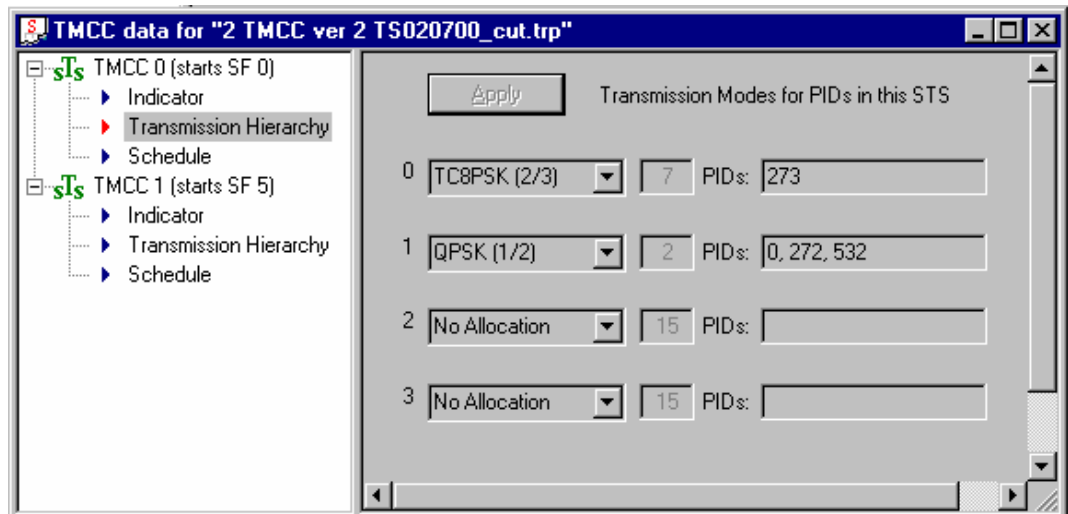 TMCC data for "2 TMCC ver 2 TS020700_cut.trp"
sTs TMCC 0 (starts SF 0)
Indicator
Transmission Hierarchy
Schedule
sTs TMCC 1 (starts SF 5)
Indicator
Transmission Hierarchy
Schedule
Apply Transmission Modes for PIDs in this STS
0 TC8PSK (2/3) 7 PIDs: 273
1 QPSK (1/2) 2 PIDs: 0, 272, 532
2 No Allocation 15 PIDs:
3 No Allocation 15 PIDs: